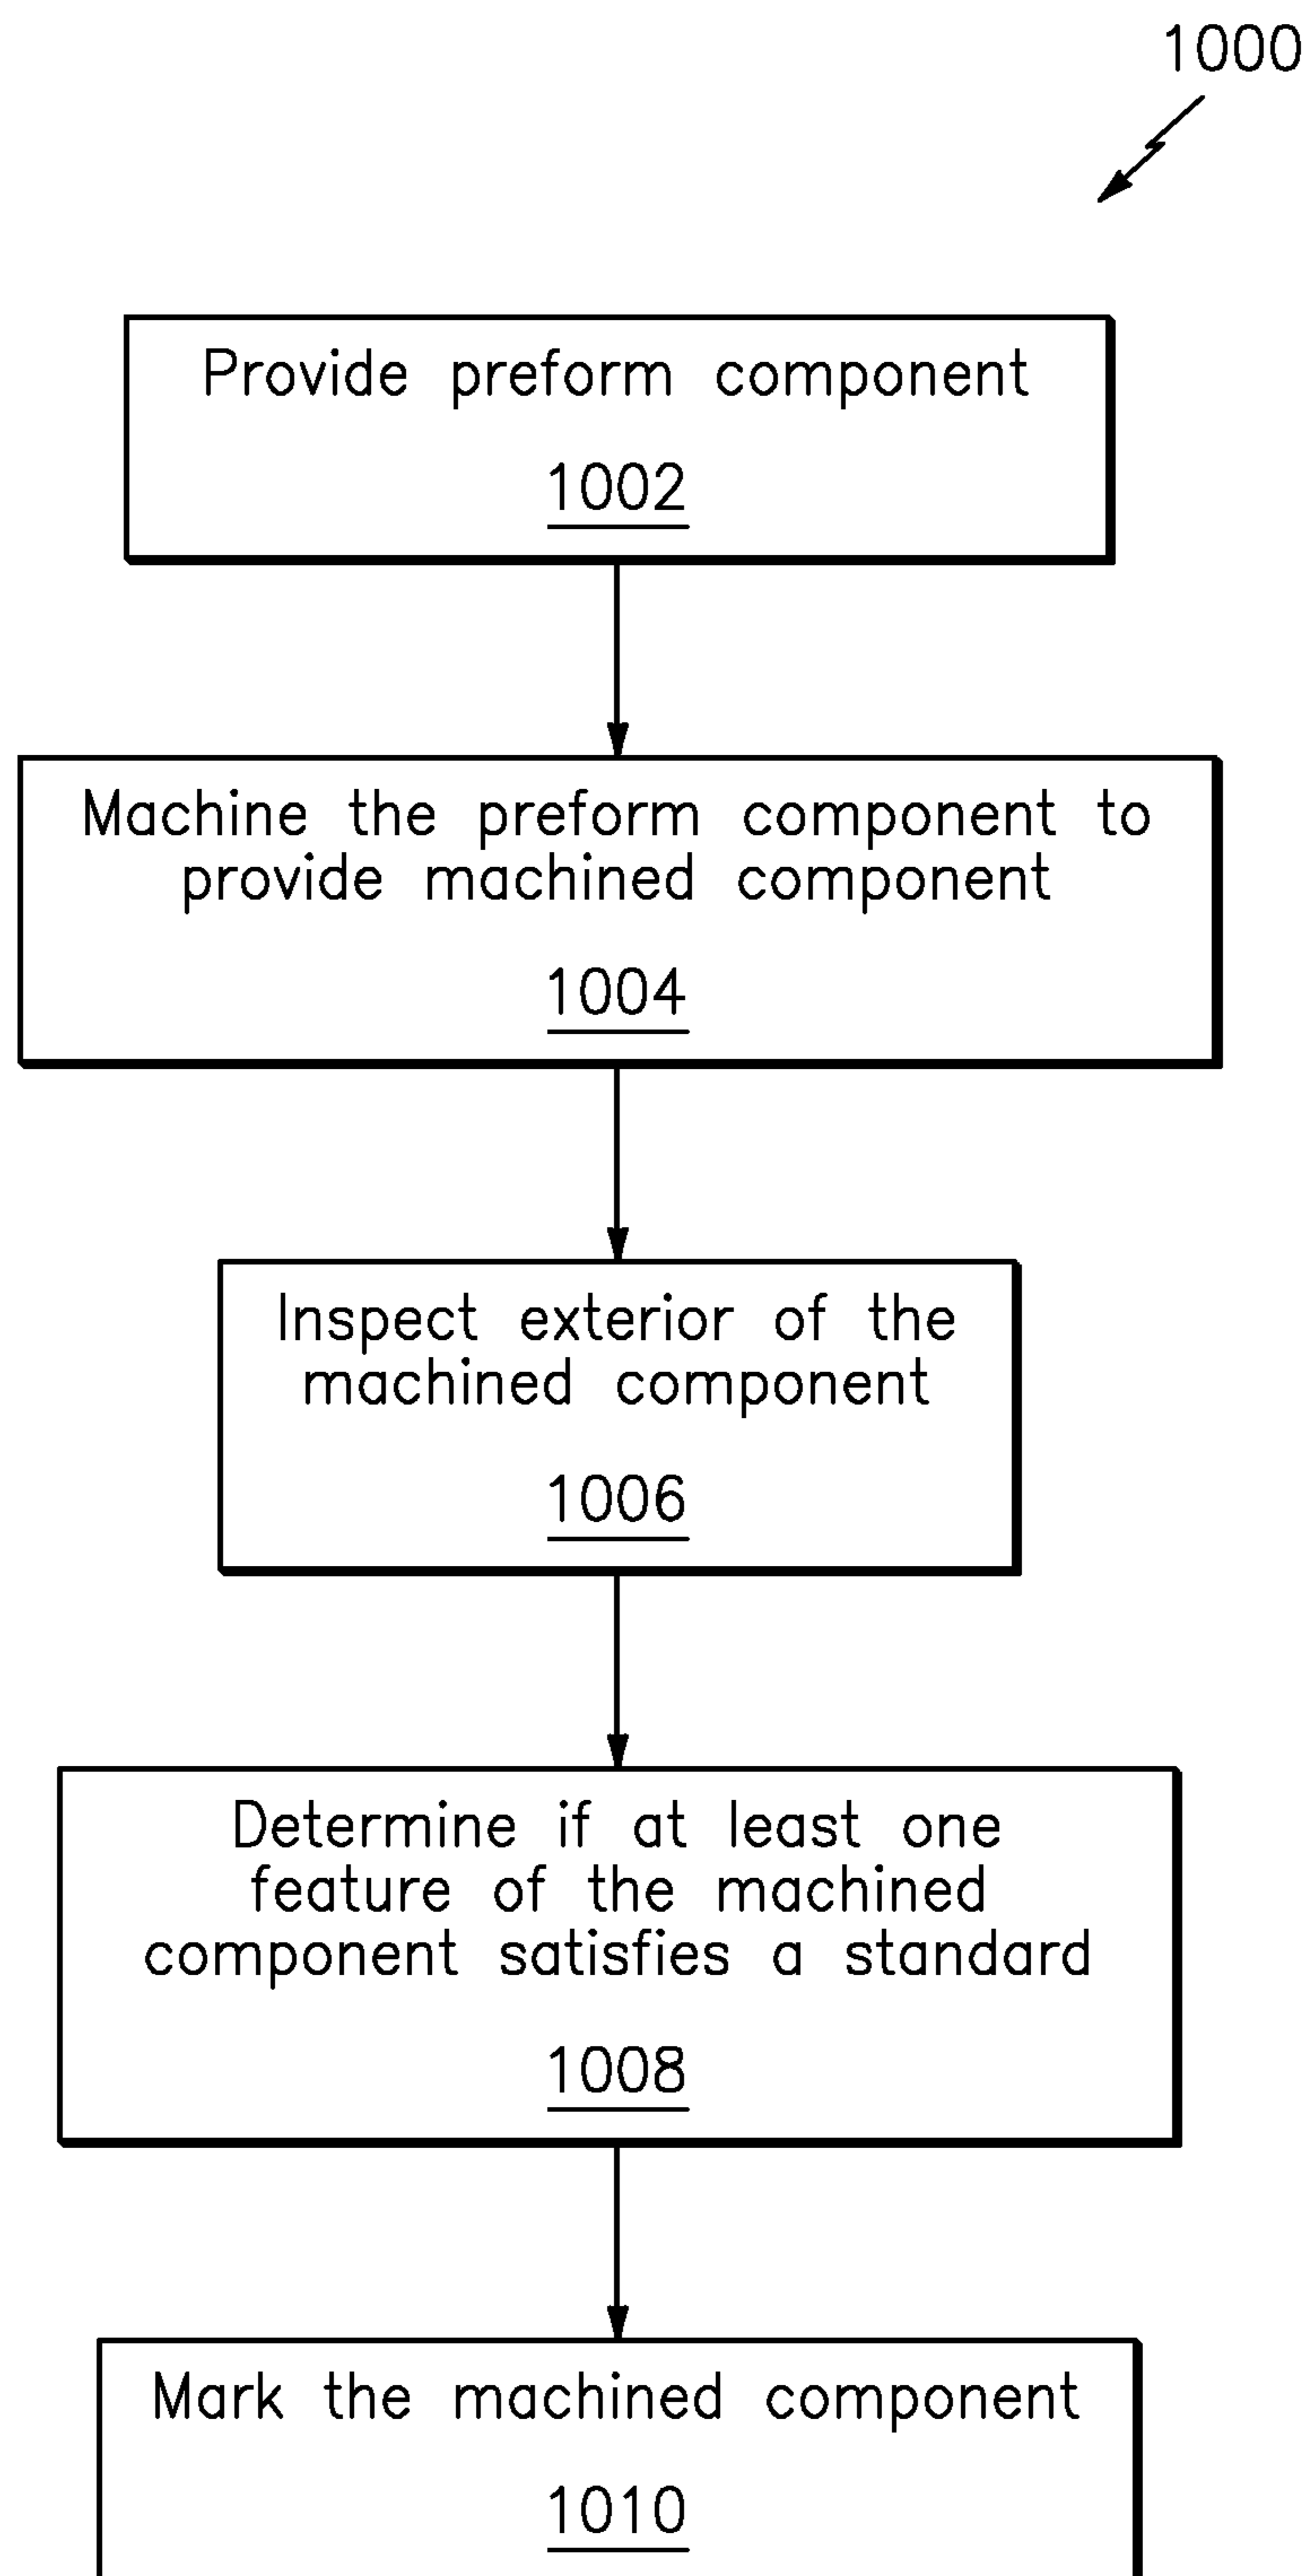 1000
Provide preform component
1002
Machine the preform component to
provide machined component
1004
Inspect exterior of the
machined component
1006
Determine if at least one
feature of the machined
component satisfies a standard
1008
Mark the machined component
1010